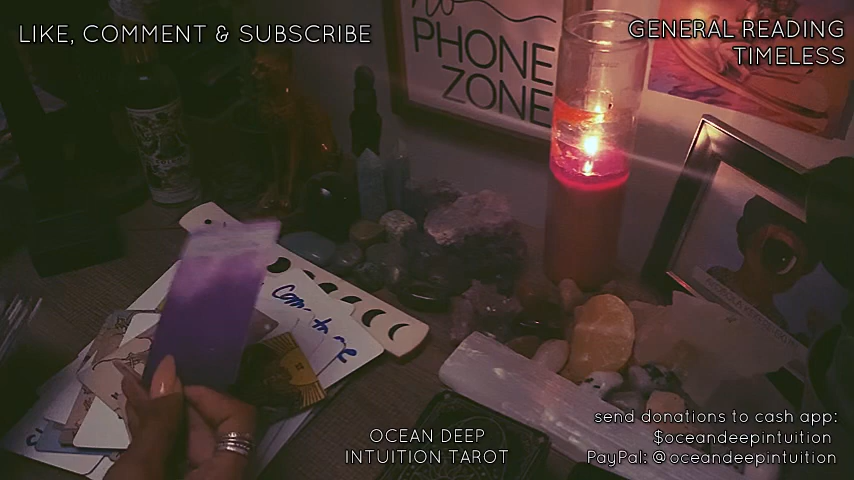 LIKE, COMMENT & SUBSCRIBE
GENERAL READING
TIMELESS
no
PHONE
ZONE
OCEAN DEEP
INTUITION TAROT
send donations to cash app:
$oceandeepintuition
PayPal: @oceandeepintuition